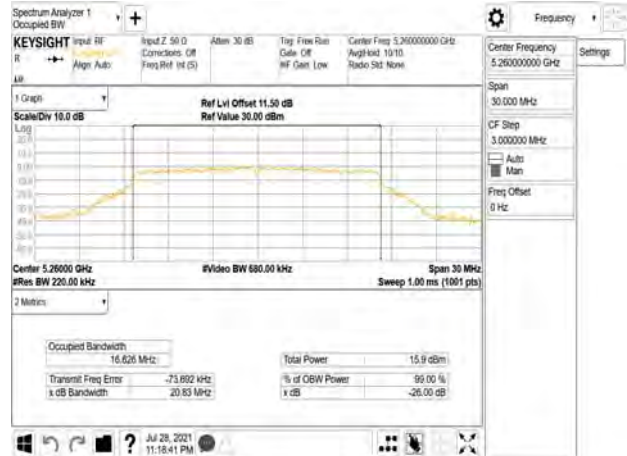 Spectrum Analyzer 1
Occupied BW
Frequency
KEYSIGHT
Input: RF
Input Z: 50 Ω
Atten: 30 dB
Trig: Free Run
Center Freq: 5.260000000 GHz
R
Corrections: Off
Gate: Off
Avg|Hold: 10/10
Align: Auto
Freq Ref: Int (S)
#IF Gain: Low
Radio Std: None
Center Frequency
5.260000000 GHz
Settings
Span
30.000 MHz
CF Step
3.000000 MHz
Auto
Man
Freq Offset
0 Hz
1 Graph
Ref Lvl Offset 11.50 dB
Scale/Div 10.0 dB
Ref Value 30.00 dBm
Log
Center 5.26000 GHz
#Video BW 680.00 kHz
Span 30 MHz
#Res BW 220.00 kHz
Sweep 1.00 ms (1001 pts)
2 Metrics
Occupied Bandwidth
16.626 MHz
Total Power
15.9 dBm
Transmit Freq Error
-73.692 kHz
% of OBW Power
99.00 %
x dB Bandwidth
20.83 MHz
x dB
-26.00 dB
?
Jul 28, 2021
11:18:41 PM